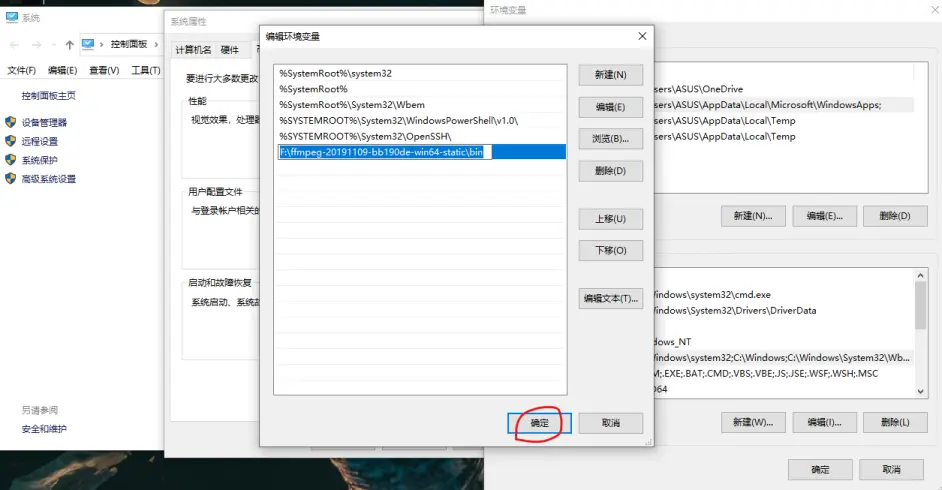 系统
控制面板
文件(F) 编辑(E) 查看(V) 工具(T)
控制面板主页
设备管理器
远程设置
系统保护
高级系统设置
另请参阅
安全和维护
系统属性
计算机名 硬件
要进行大多数更改
性能
视觉效果，处理器
用户配置文件
与登录帐户相关的
启动和故障恢复
系统启动、系统故
编辑环境变量
%SystemRoot%\system32
%SystemRoot%
%SystemRoot%\System32\Wbem
%SYSTEMROOT%\System32\WindowsPowerShell\v1.0\
%SYSTEMROOT%\System32\OpenSSH\
F:\ffmpeg-20191109-bb190de-win64-static\bin
新建(N)
编辑(E)
浏览(B)...
删除(D)
上移(U)
下移(O)
编辑文本(T)...
确定 取消
环境变量
sers\ASUS\OneDrive
sers\ASUS\AppData\Local\Microsoft\WindowsApps;
sers\ASUS\AppData\Local\Temp
sers\ASUS\AppData\Local\Temp
新建(N)... 编辑(E)... 删除(D)
indows\system32\cmd.exe
indows\System32\Drivers\DriverData
dows_NT
indows\system32;C:\Windows;C:\Windows\System32\Wb...
M;.EXE;.BAT;.CMD;.VBS;.VBE;.JS;.JSE;.WSF;.WSH;.MSC
新建(W)... 编辑(I)... 删除(L)
确定 取消